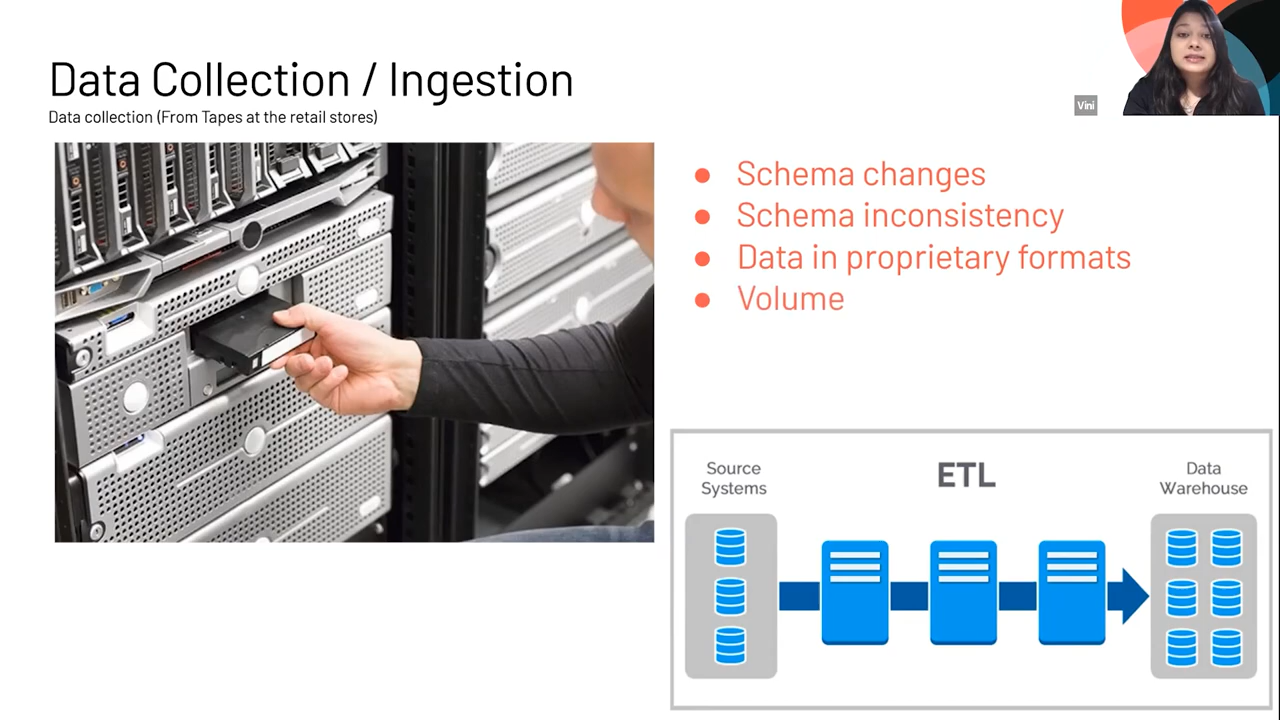 Data Collection / Ingestion
Data collection (From Tapes at the retail stores)
Vini
● Schema changes
● Schema inconsistency
● Data in proprietary formats
● Volume
Source
Systems
ETL
Data
Warehouse